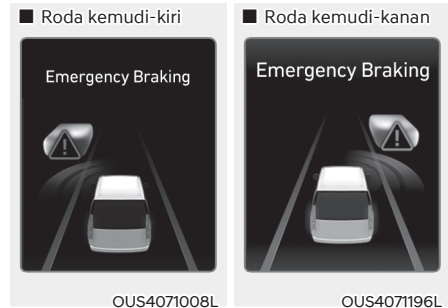 ■ Roda kemudi-kiri
Emergency Braking
OUS4071008L
■ Roda kemudi-kanan
Emergency Braking
OUS4071196L